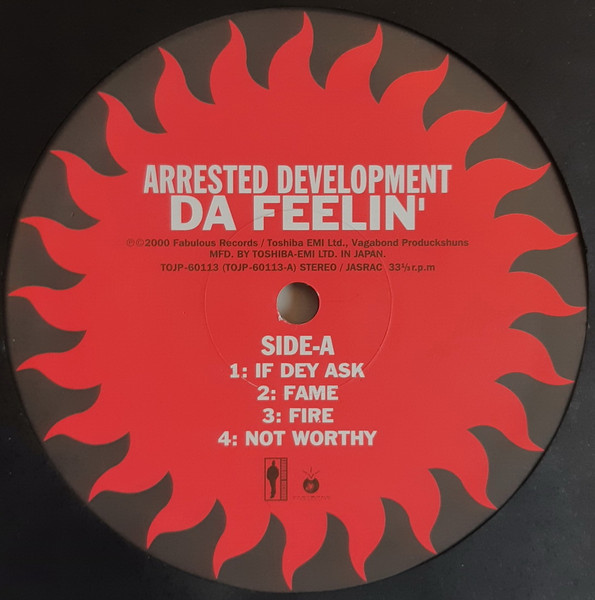 ARRESTED DEVELOPMENT
DA FEELIN'
℗©2000 Fabulous Records / Toshiba EMI Ltd., Vagabond Produckshuns
MFD. BY TOSHIBA-EMI LTD. IN JAPAN.
TOJP-60113 (TOJP-60113-A) STEREO / JASRAC 33⅓ r.p.m
SIDE-A
1: IF DEY ASK
2: FAME
3: FIRE
4: NOT WORTHY